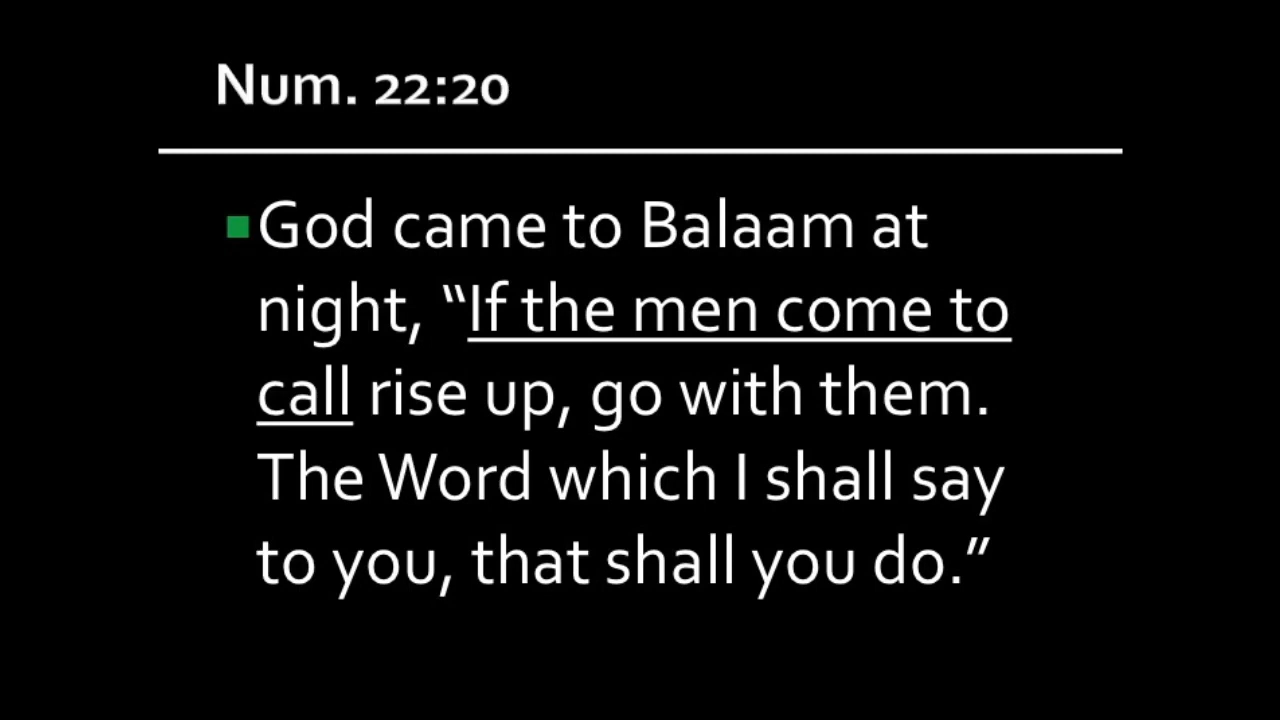 Num. 22:20
God came to Balaam at
night, “If the men come to
call rise up, go with them.
The Word which I shall say
to you, that shall you do.”